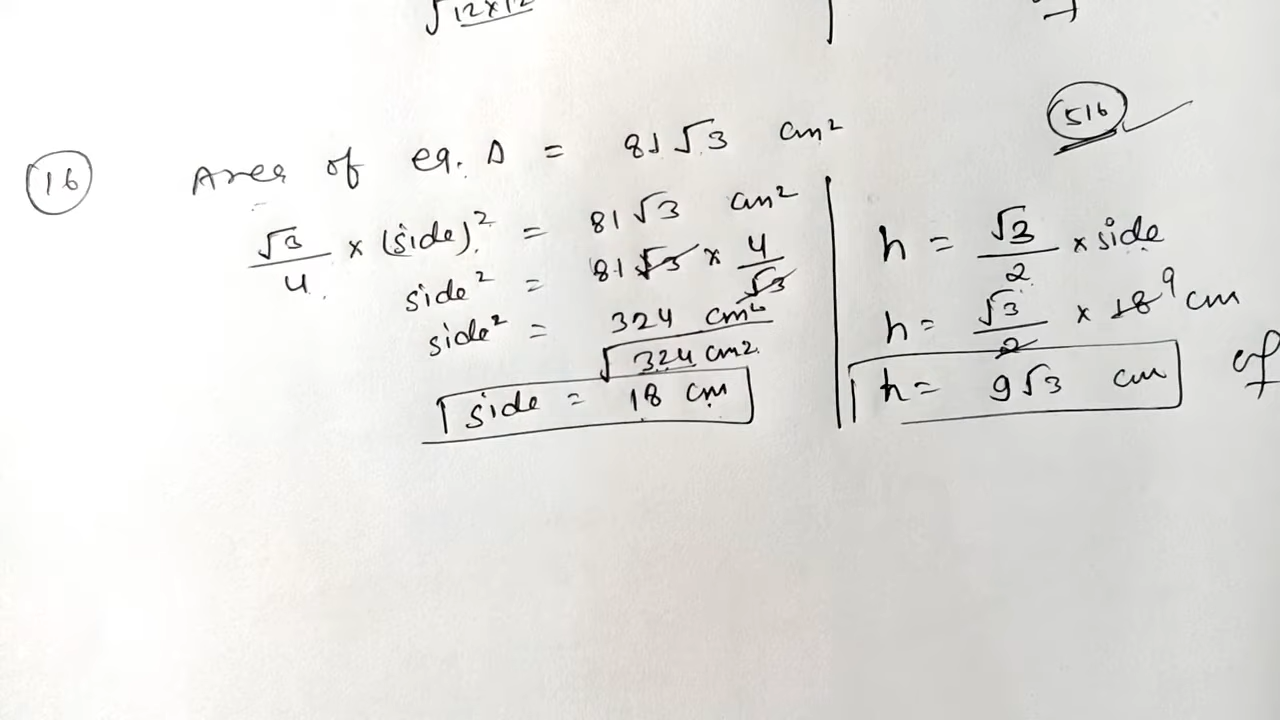 √12×12
516
16 Area of eq. Δ = 81√3 cm²
√3/4 × (side)² = 81√3 cm²
side² = 81√3 × 4/√3
side² = 324 cm²
√324 cm2
side = 18 cm
h = √3/2 × side
h = √3/2 × 18 9 cm
h = 9√3 cm